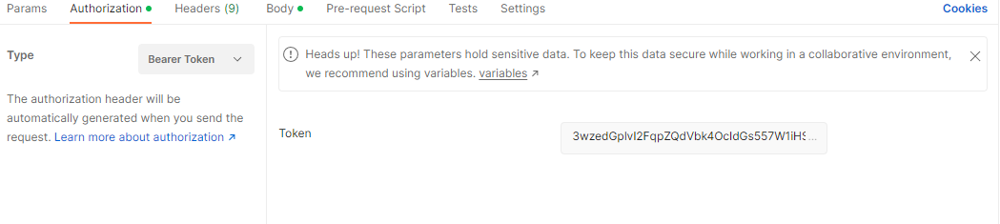 Params Authorization Headers (9) Body Pre-request Script Tests Settings Cookies
Type Bearer Token
Heads up! These parameters hold sensitive data. To keep this data secure while working in a collaborative environment,
we recommend using variables. variables ↗
The authorization header will be
automatically generated when you send the
request. Learn more about authorization ↗
Token